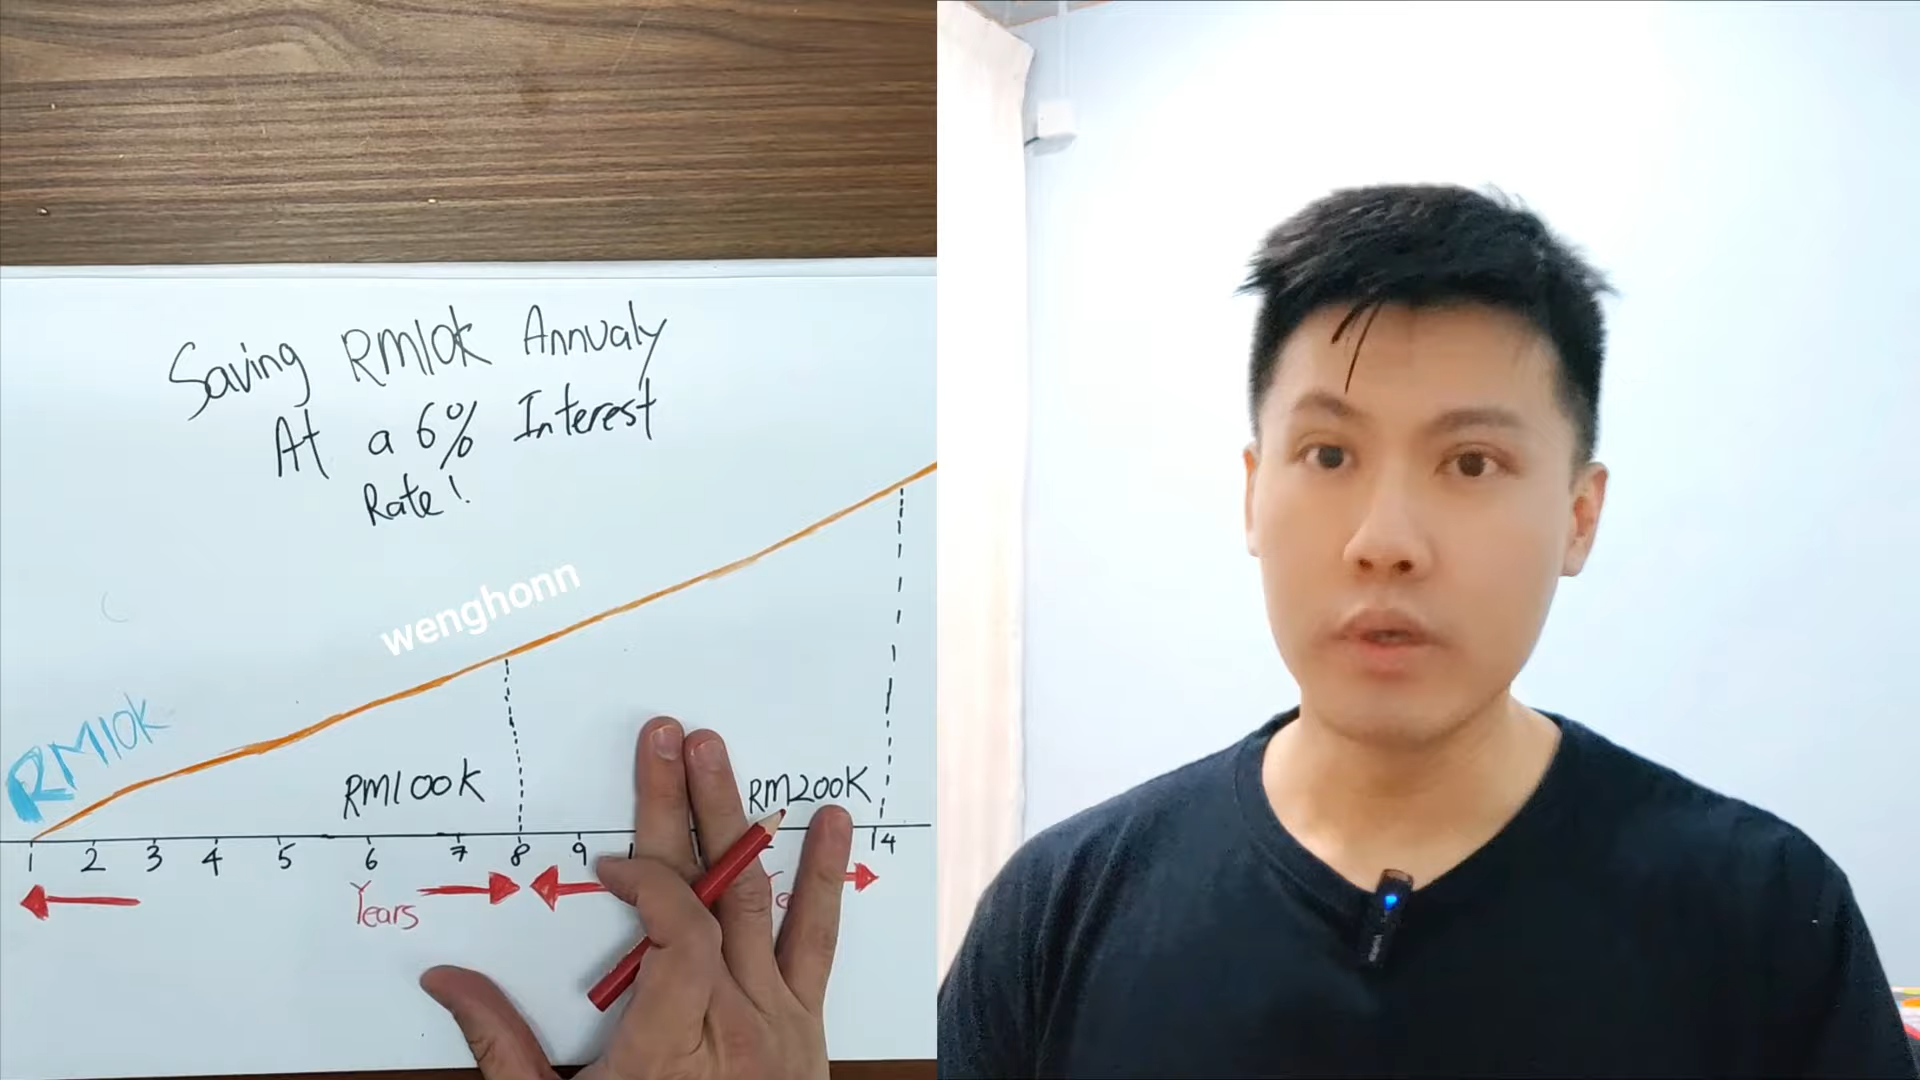 Saving RM10k Annualy
At a 6% Interest
Rate!
wenghonn
RM10k
RM100K
RM200K
1 2 3 4 5 6 7 8 9 14
Years